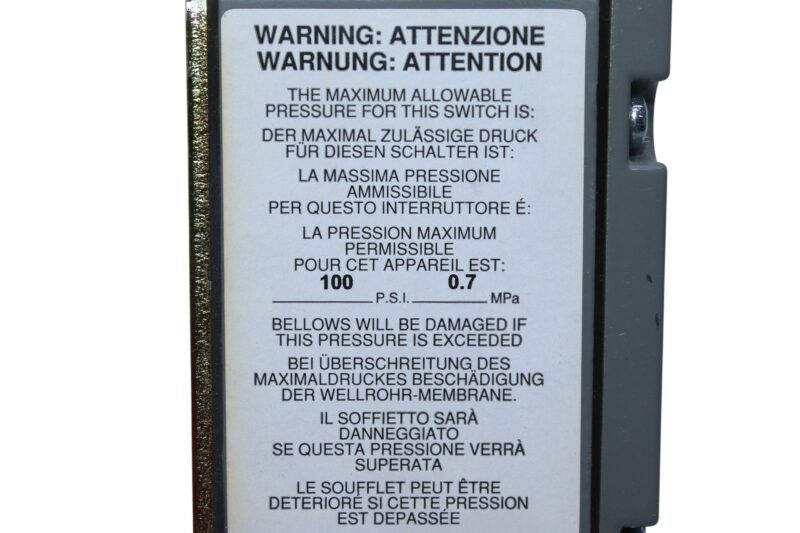 WARNING: ATTENZIONE
WARNUNG: ATTENTION
THE MAXIMUM ALLOWABLE
PRESSURE FOR THIS SWITCH IS:
DER MAXIMAL ZULÃSSIGE DRUCK
FÜR DIESEN SCHALTER IST:
LA MASSIMA PRESSIONE
AMMISSIBILE
PER QUESTO INTERRUTTORE É:
LA PRESSION MAXIMUM
PERMISSIBLE
POUR CET APPAREIL EST:
100 0.7
________ P.S.I. ________ MPa
BELLOWS WILL BE DAMAGED IF
THIS PRESSURE IS EXCEEDED
BEI ÜBERSCHREITUNG DES
MAXIMALDRUCKES BESCHÄDIGUNG
DER WELLROHR-MEMBRANE.
IL SOFFIETTO SARÀ
DANNEGGIATO
SE QUESTA PRESSIONE VERRÀ
SUPERATA
LE SOUFFLET PEUT ÊTRE
DETERIORÉ SI CETTE PRESSION
EST DEPASSÉE